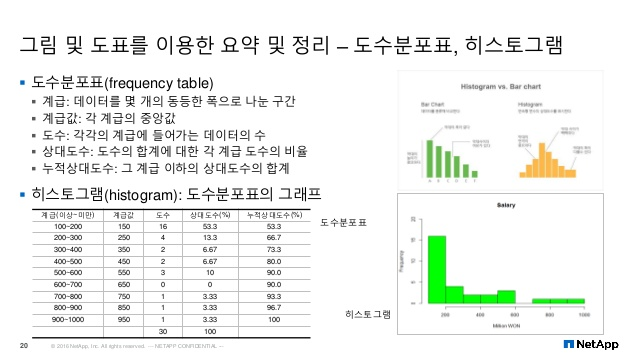 그림 및 도표를 이용한 요약 및 정리 – 도수분포표, 히스토그램
도수분포표(frequency table)
계급: 데이터를 몇 개의 동등한 폭으로 나눈 구간
계급값: 각 계급의 중앙값
도수: 각각의 계급에 들어가는 데이터의 수
상대도수: 도수의 합계에 대한 각 계급 도수의 비율
누적상대도수: 그 계급 이하의 상대도수의 합계
히스토그램(histogram): 도수분포표의 그래프
계급(이상~미만) 계급값 도수 상대도수(%) 누적상대도수(%)
100~200 150 16 53.3 53.3
200~300 250 4 13.3 66.7
300~400 350 2 6.67 73.3
400~500 450 2 6.67 80.0
500~600 550 3 10 90.0
600~700 650 0 0 90.0
700~800 750 1 3.33 93.3
800~900 850 1 3.33 96.7
900~1000 950 1 3.33 100
30 100
도수분포표
히스토그램
Histogram vs. Bar chart
Bar Chart
Histogram
Salary
Frequency
0 5 10 15 20
200 400 600 800 1000
Million WON
20 © 2016 NetApp, Inc. All rights reserved. --- NETAPP CONFIDENTIAL ---
NetApp